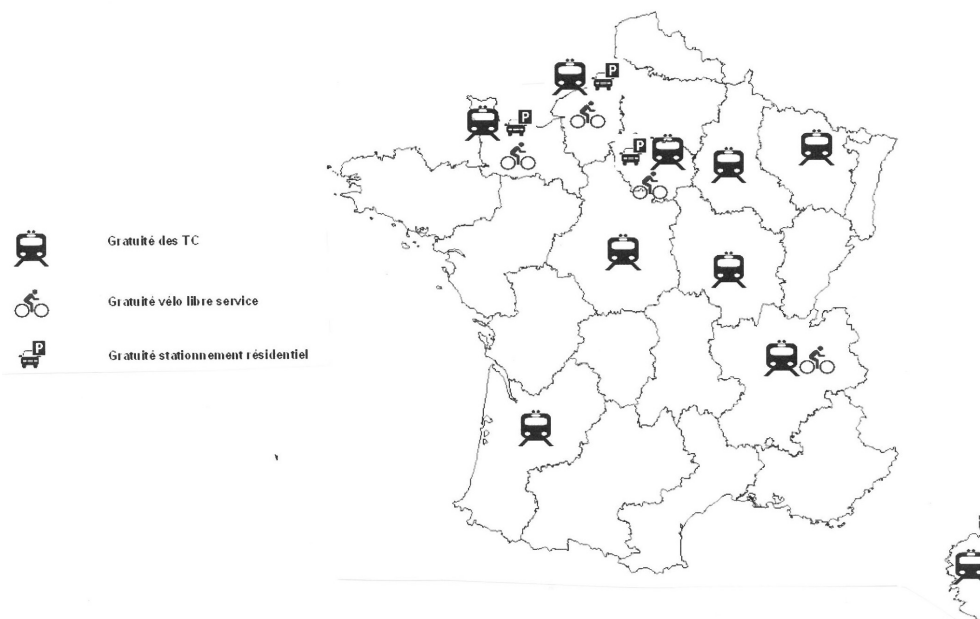 Gratuité des TC
Gratuité vélo libre service
Gratuité stationnement résidentiel
P
P
P
P